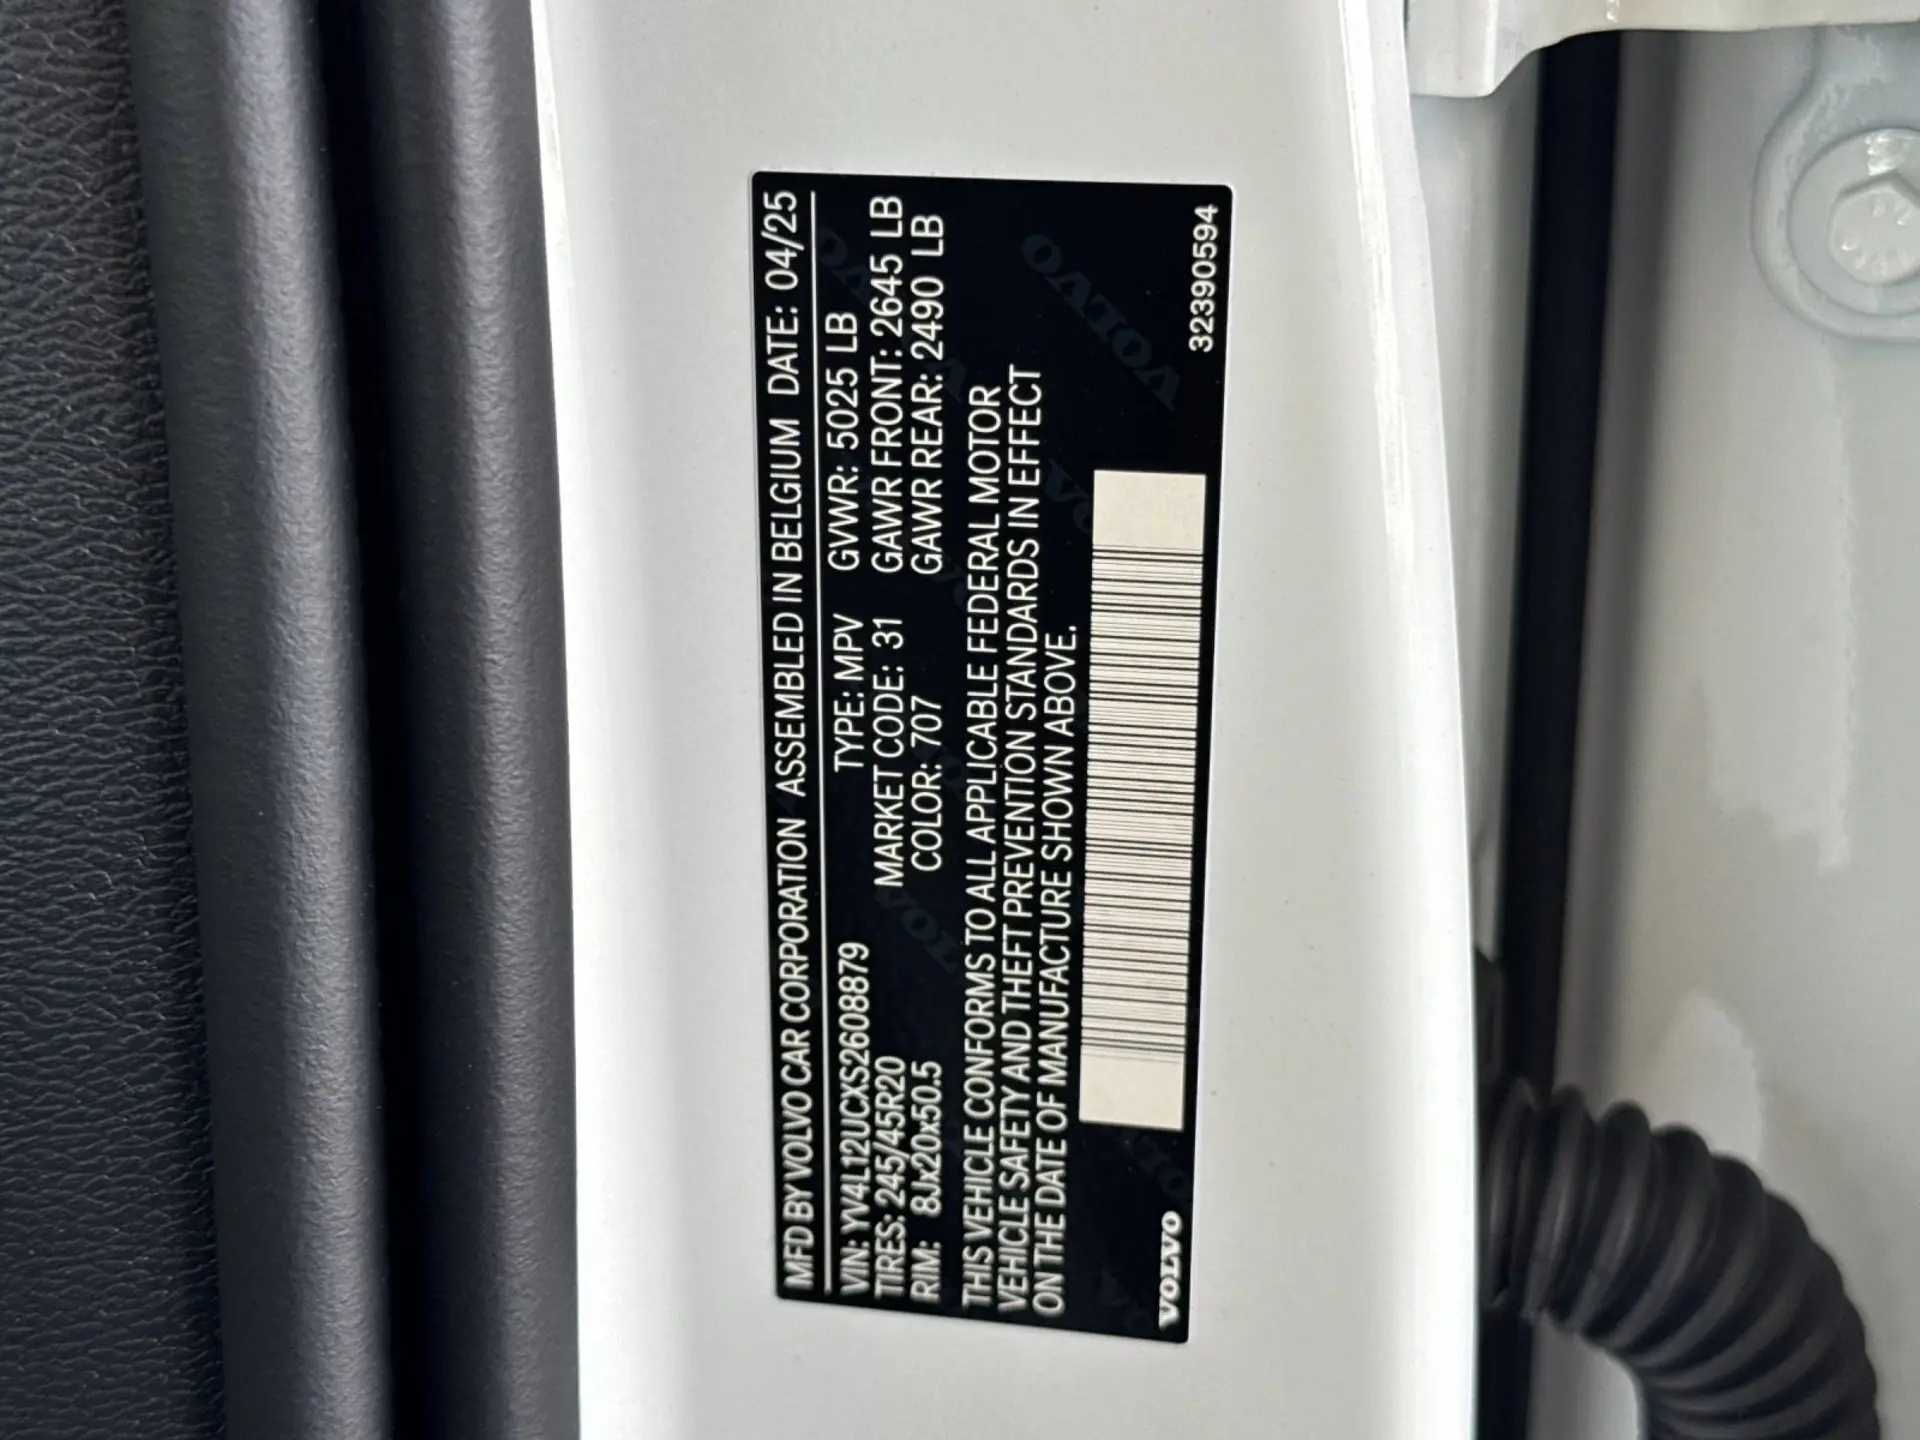 MFD BY VOLVO CAR CORPORATION ASSEMBLED IN BELGIUM DATE: 04/25
VIN: YV4L12UCXS2608879 TYPE: MPV GVWR: 5025 LB
TIRES: 245/45R20 MARKET CODE: 31 GAWR FRONT: 2645 LB
RIM: 8Jx20x50.5 COLOR: 707 GAWR REAR: 2490 LB
THIS VEHICLE CONFORMS TO ALL APPLICABLE FEDERAL MOTOR
VEHICLE SAFETY AND THEFT PREVENTION STANDARDS IN EFFECT
ON THE DATE OF MANUFACTURE SHOWN ABOVE.
VOLVO 32390594